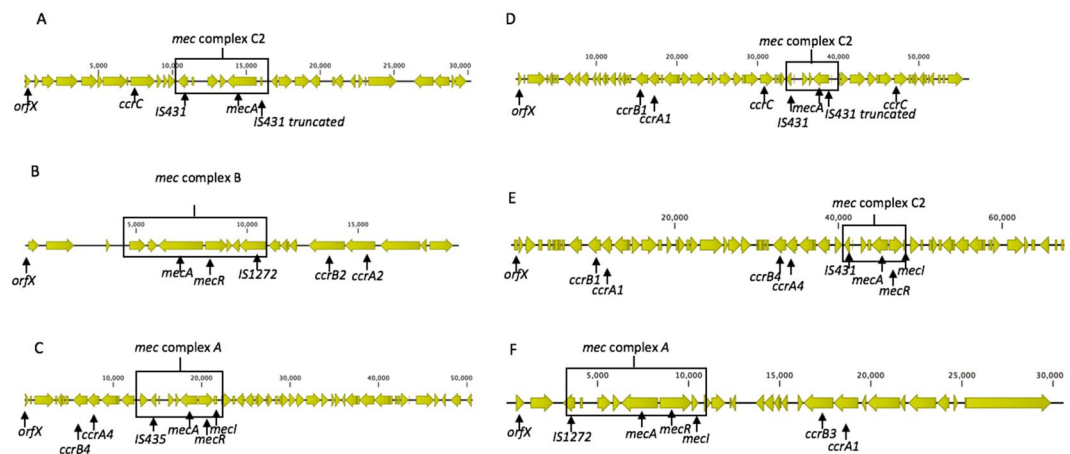 A
mec complex C2
5,000 10,000 15,000 20,000 25,000 30,000
orfX ccrC IS431 mecA IS431 truncated
B
mec complex B
5,000 10,000 15,000
orfX mecA mecR IS1272 ccrB2 ccrA2
C
mec complex A
10,000 20,000 30,000 40,000 50,000
orfX ccrB4 ccrA4 IS435 mecA mecR mecI
D
mec complex C2
10,000 20,000 30,000 40,000 50,000
orfX ccrB1 ccrA1 ccrC IS431 mecA IS431 truncated ccrC
E
mec complex C2
20,000 40,000 60,000
orfX ccrB1 ccrA1 ccrB4 ccrA4 IS431 mecA mecR mecI
F
mec complex A
5,000 10,000 15,000 20,000 25,000 30,000
orfX IS1272 mecA mecR mecI ccrB3 ccrA1